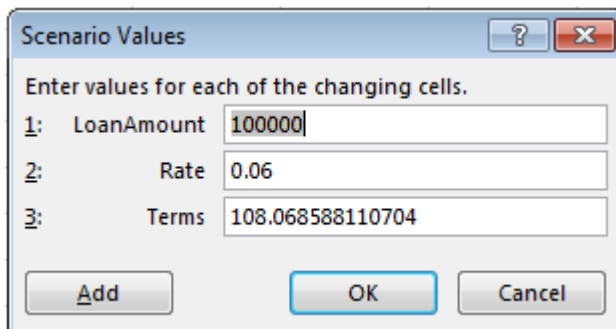 Scenario Values
Enter values for each of the changing cells.
1: LoanAmount 100000
2: Rate 0.06
3: Terms 108.068588110704
Add OK Cancel